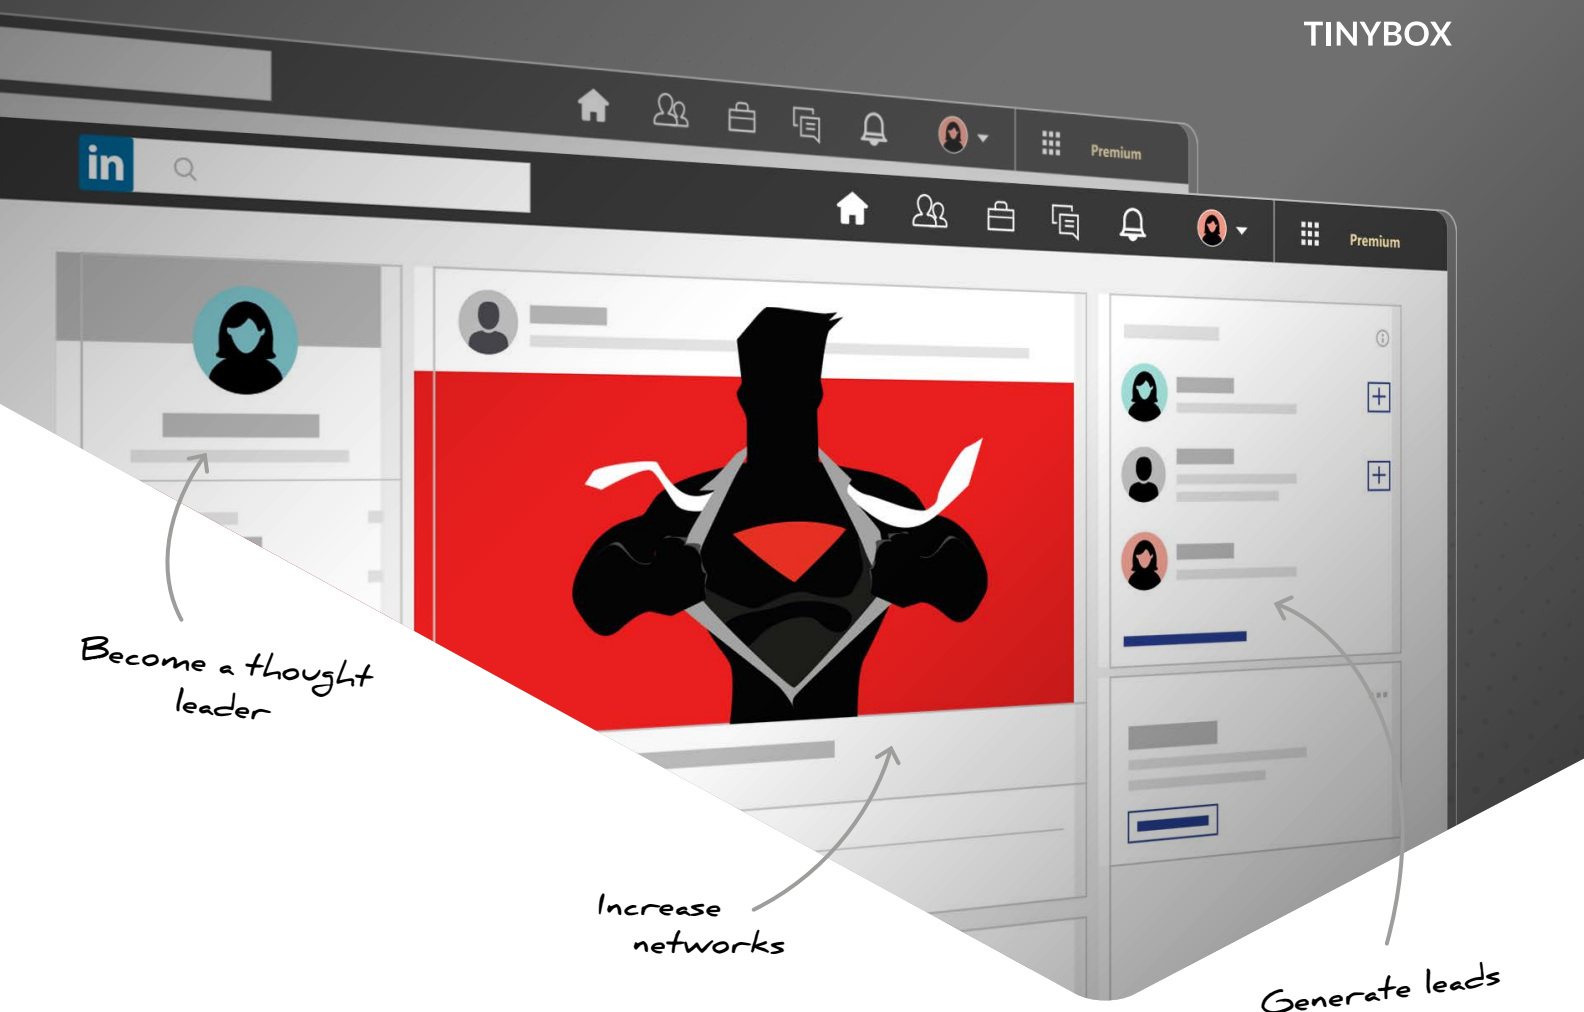 TINYBOX
Premium
in
Premium
Become a thought
leader
Increase
networks
Generate leads